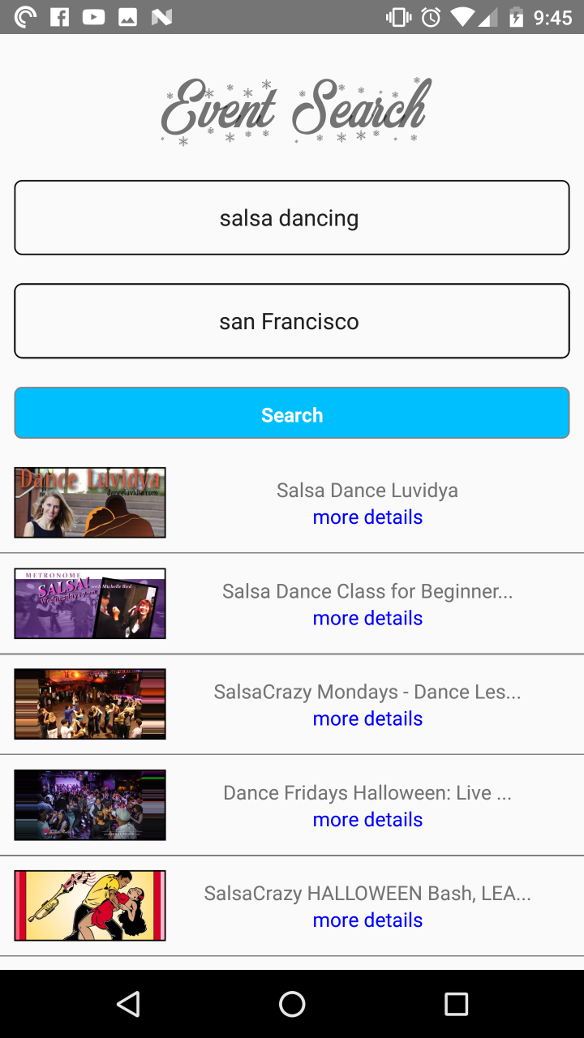 9:45
Event Search
salsa dancing
san Francisco
Search
Dance Luvidya
Salsa Dance Luvidya
more details
METRONOME
SALSA!
Salsa Dance Class for Beginner...
more details
SalsaCrazy Mondays - Dance Les...
more details
Dance Fridays Halloween: Live ...
more details
SalsaCrazy HALLOWEEN Bash, LEA...
more details